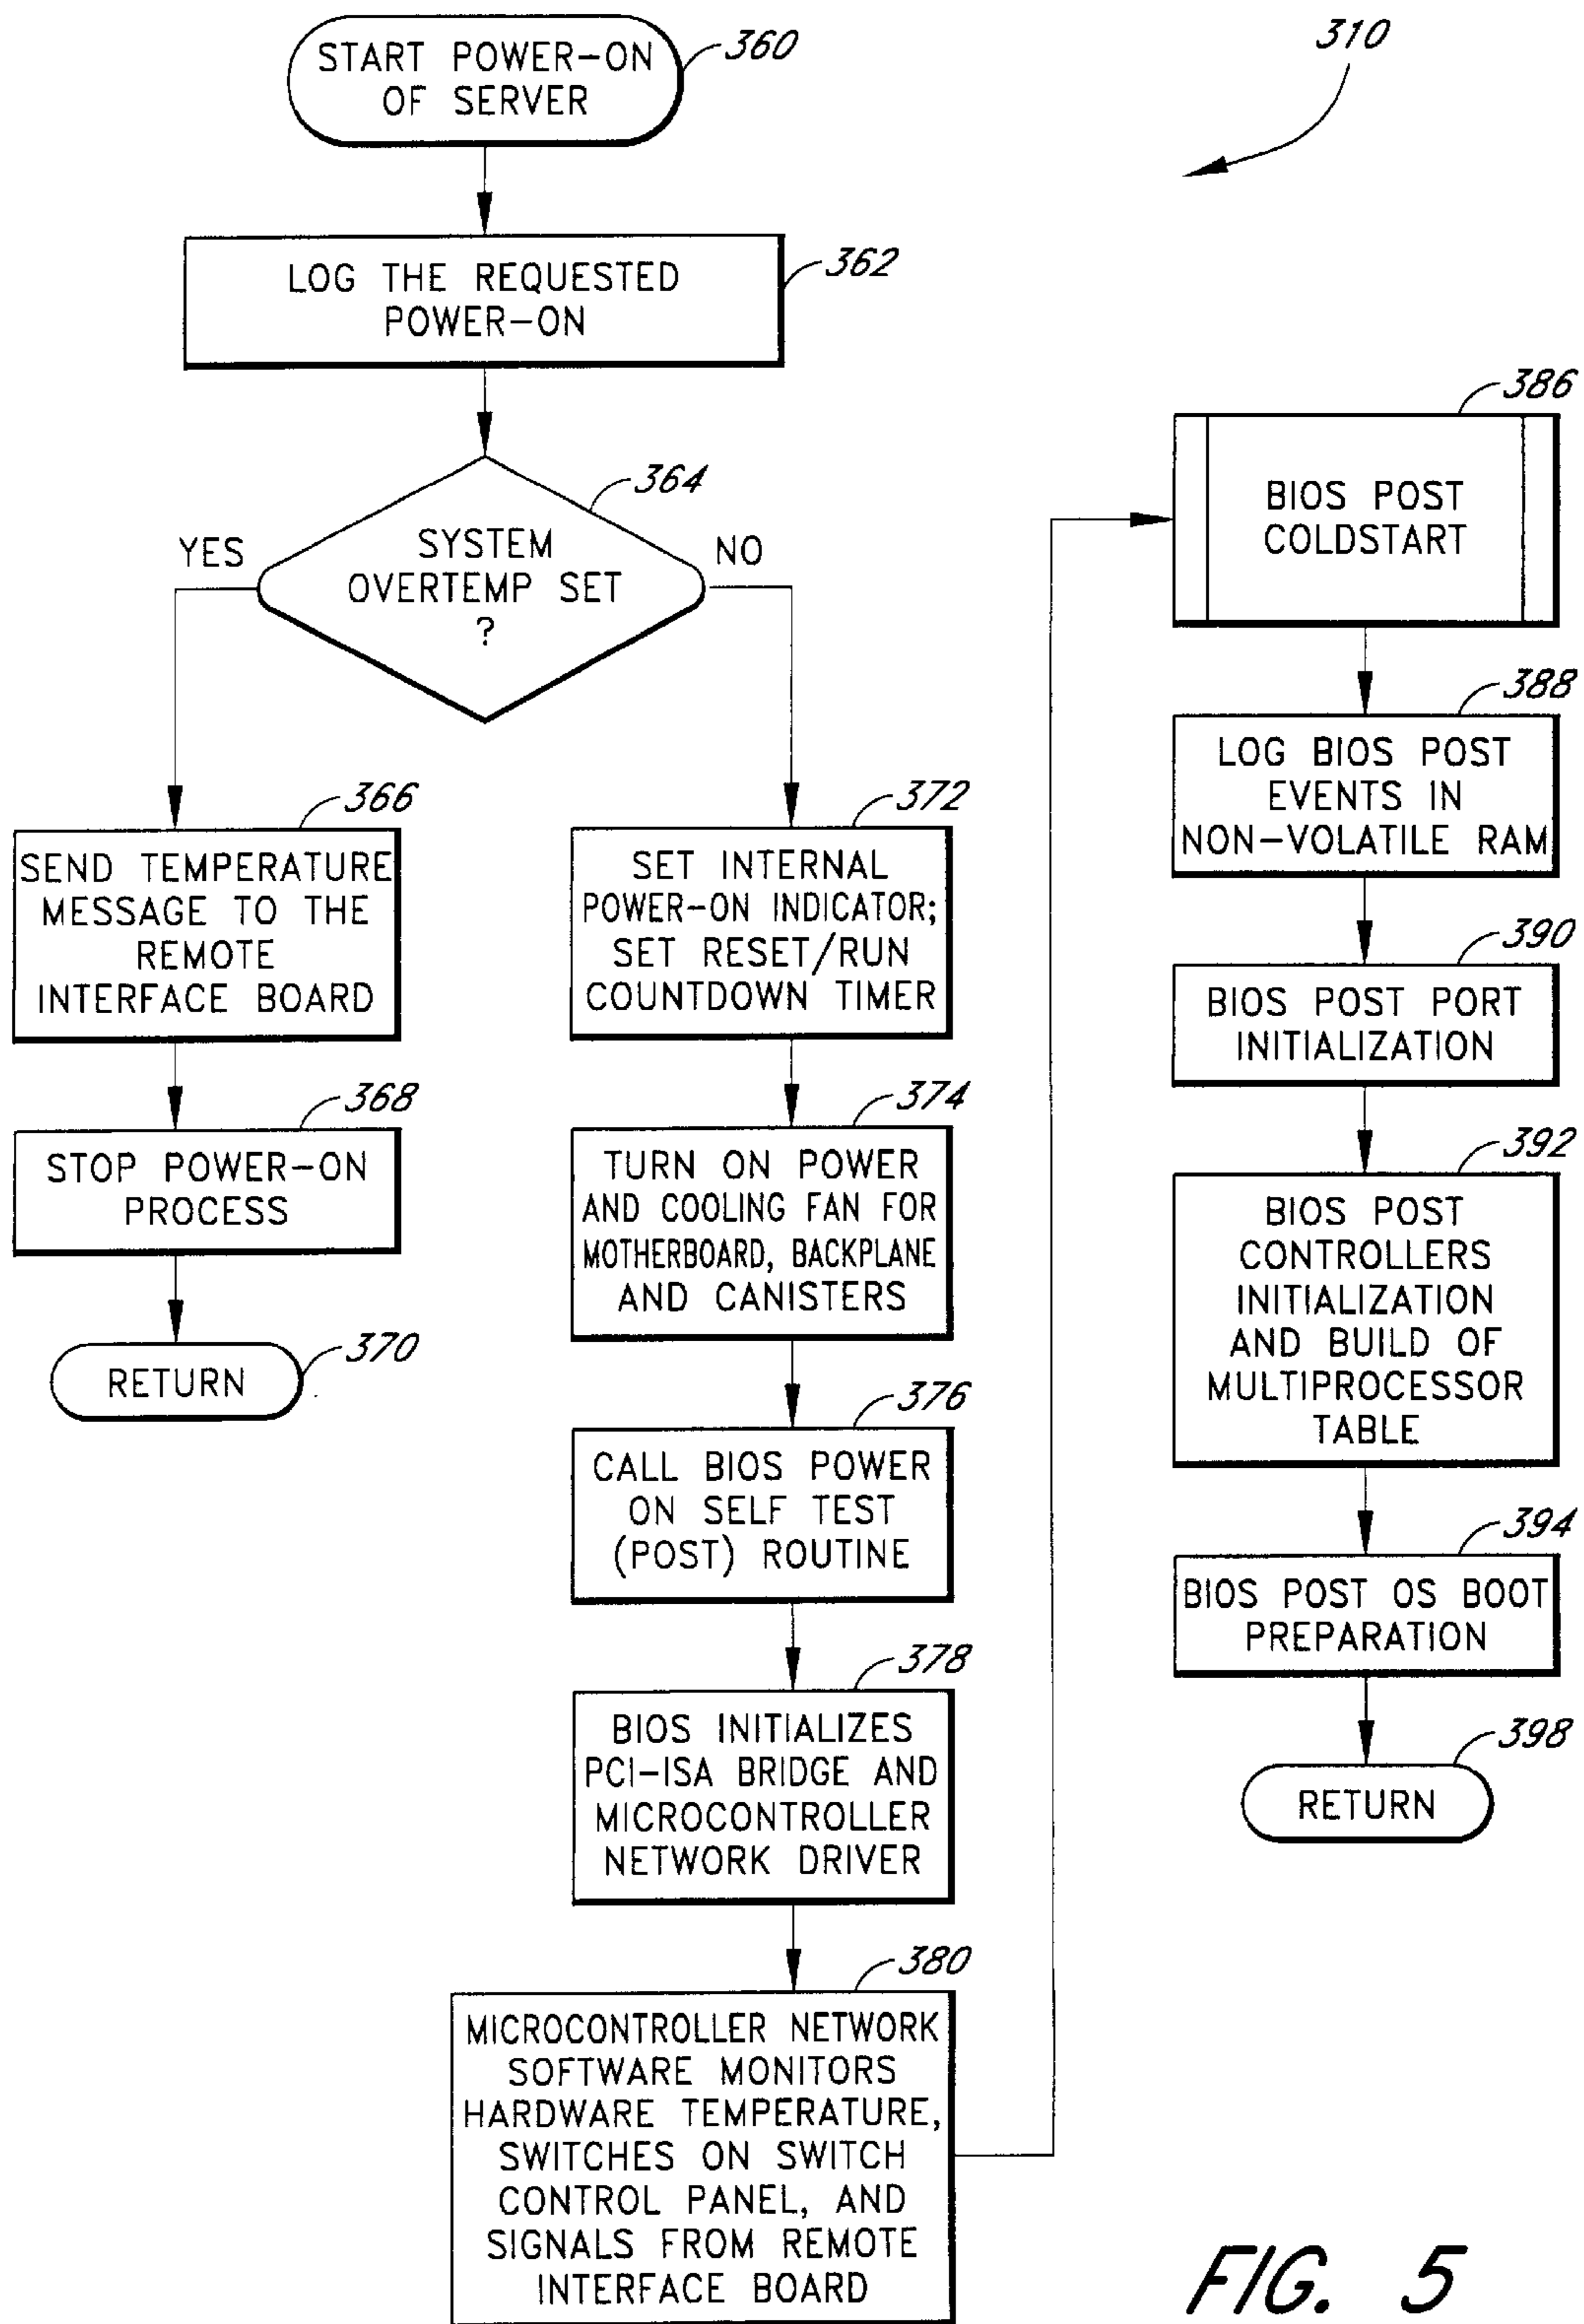 310
START POWER-ON
OF SERVER
360
LOG THE REQUESTED
POWER-ON
362
364
SYSTEM
OVERTEMP SET
?
YES
NO
366
SEND TEMPERATURE
MESSAGE TO THE
REMOTE
INTERFACE BOARD
368
STOP POWER-ON
PROCESS
RETURN
370
372
SET INTERNAL
POWER-ON INDICATOR;
SET RESET/RUN
COUNTDOWN TIMER
374
TURN ON POWER
AND COOLING FAN FOR
MOTHERBOARD, BACKPLANE
AND CANISTERS
376
CALL BIOS POWER
ON SELF TEST
(POST) ROUTINE
378
BIOS INITIALIZES
PCI-ISA BRIDGE AND
MICROCONTROLLER
NETWORK DRIVER
380
MICROCONTROLLER NETWORK
SOFTWARE MONITORS
HARDWARE TEMPERATURE,
SWITCHES ON SWITCH
CONTROL PANEL, AND
SIGNALS FROM REMOTE
INTERFACE BOARD
386
BIOS POST
COLDSTART
388
LOG BIOS POST
EVENTS IN
NON-VOLATILE RAM
390
BIOS POST PORT
INITIALIZATION
392
BIOS POST
CONTROLLERS
INITIALIZATION
AND BUILD OF
MULTIPROCESSOR
TABLE
394
BIOS POST OS BOOT
PREPARATION
398
RETURN
FIG. 5